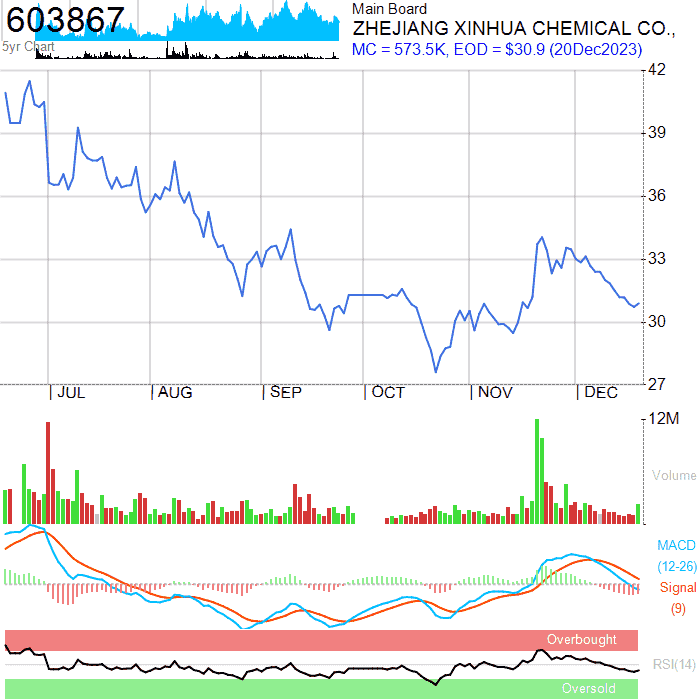 603867
5yr Chart
Main Board
ZHEJIANG XINHUA CHEMICAL CO.,
MC = 573.5K, EOD = $30.9 (20Dec2023)
42
39
36
33
30
27
JUL AUG SEP OCT NOV DEC
12M
Volume
MACD
(12-26)
Signal
(9)
Overbought
RSI(14)
Oversold